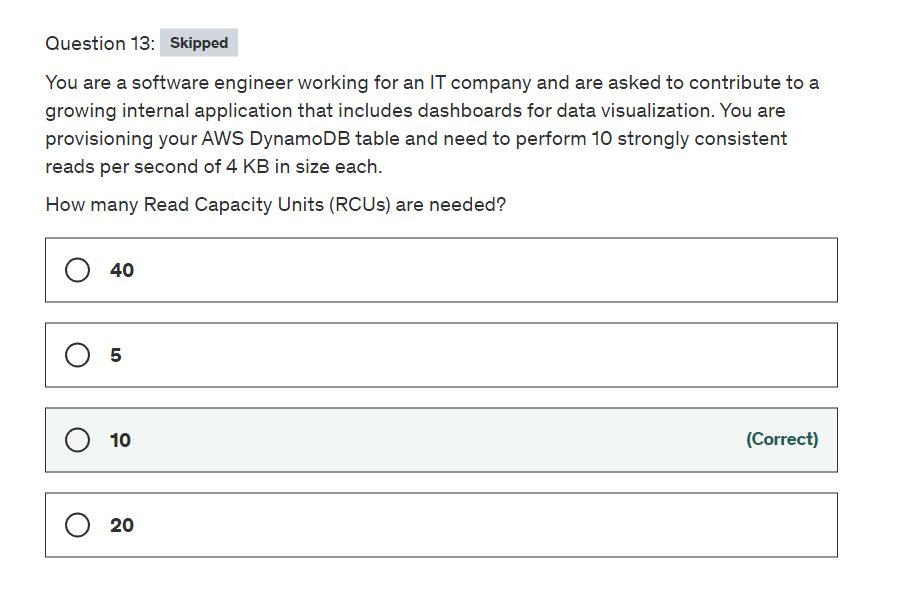 Question 13: Skipped
You are a software engineer working for an IT company and are asked to contribute to a
growing internal application that includes dashboards for data visualization. You are
provisioning your AWS DynamoDB table and need to perform 10 strongly consistent
reads per second of 4 KB in size each.
How many Read Capacity Units (RCUs) are needed?
40
5
10 (Correct)
20